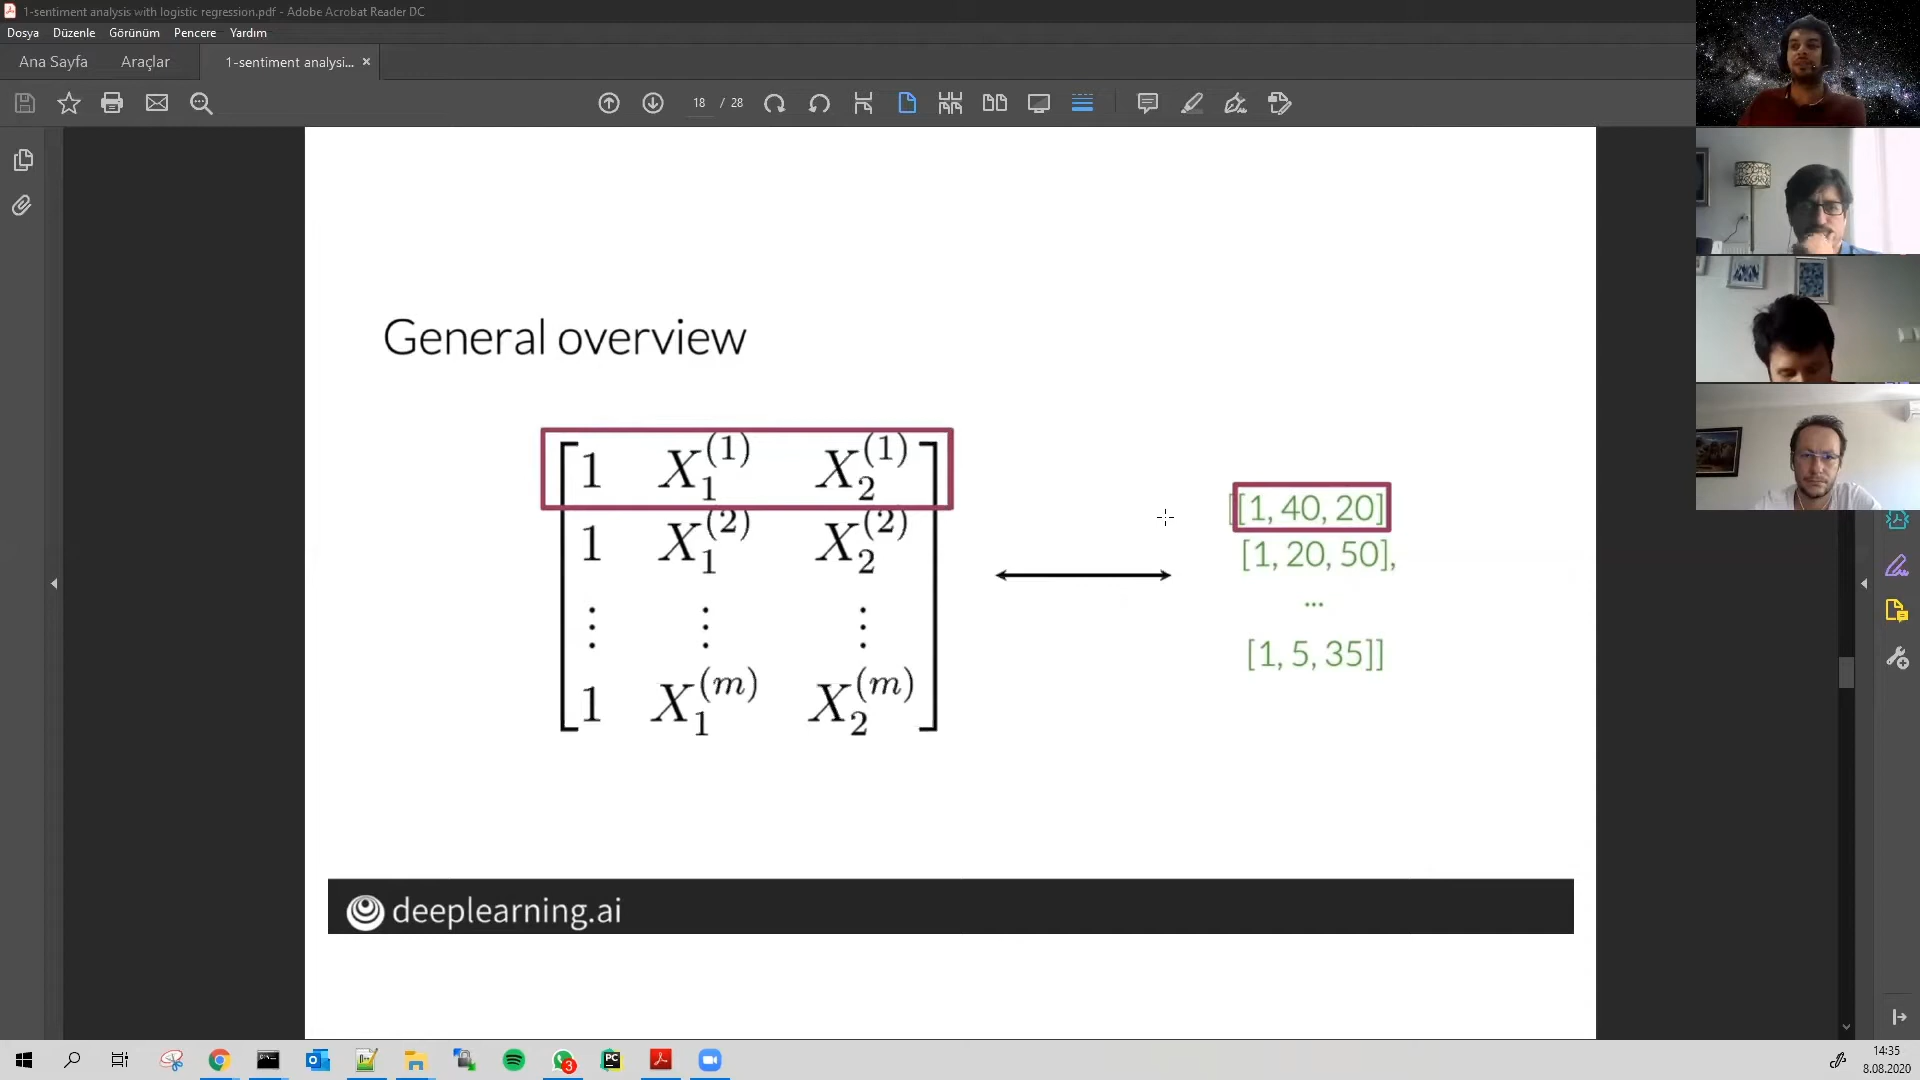 1-sentiment analysis with logistic regression.pdf - Adobe Acrobat Reader DC
Dosya Düzenle Görünüm Pencere Yardım
Ana Sayfa Araçlar 1-sentiment analysi... ×
18 / 28
General overview
1 X₁⁽¹⁾ X₂⁽¹⁾
1 X₁⁽²⁾ X₂⁽²⁾
⋮ ⋮ ⋮
1 X₁⁽ᵐ⁾ X₂⁽ᵐ⁾
[[1, 40, 20]
[1, 20, 50],
...
[1, 5, 35]]
deeplearning.ai
3
PC
14:35
8.08.2020